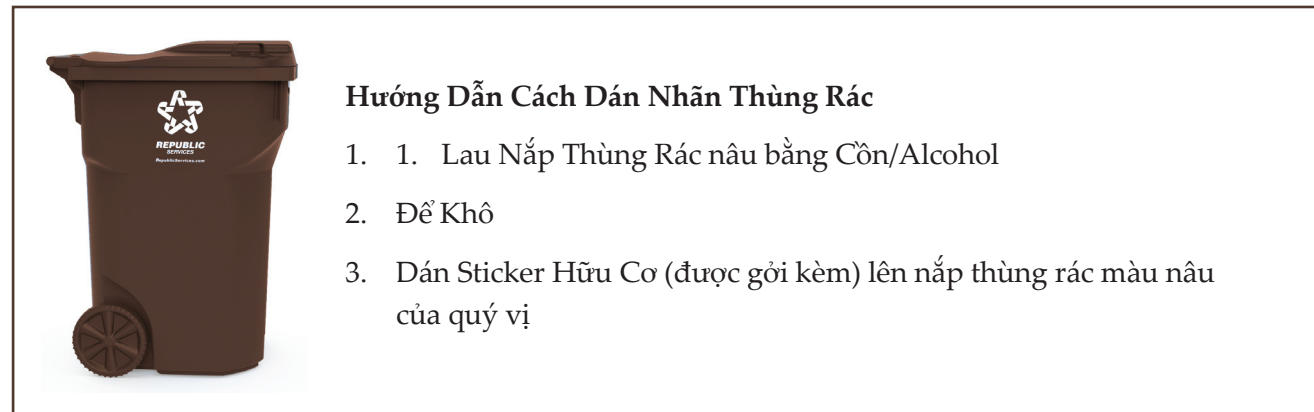 REPUBLIC
SERVICES
RepublicServices.com
Hướng Dẫn Cách Dán Nhãn Thùng Rác
1. 1. Lau Nắp Thùng Rác nâu bằng Cồn/Alcohol
2. Để Khô
3. Dán Sticker Hữu Cơ (được gởi kèm) lên nắp thùng rác màu nâu
của quý vị